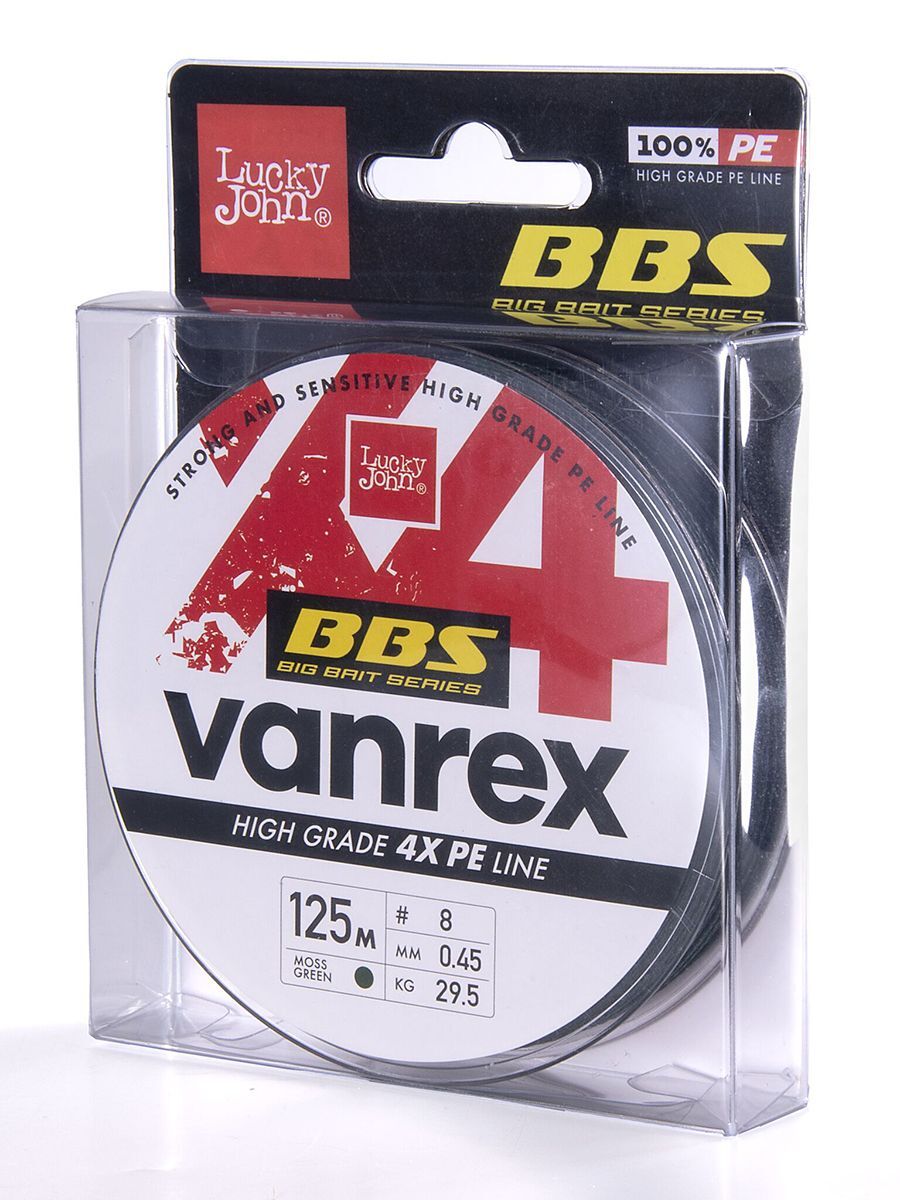 Lucky
John®
100% PE
HIGH GRADE PE LINE
BBS
BIG BAIT SERIES
STRONG AND SENSITIVE HIGH GRADE PE LINE
X4
Lucky
John®
BBS
BIG BAIT SERIES
vanrex
HIGH GRADE 4X PE LINE
125M
MOSS
GREEN
# 8
MM 0.45
KG 29.5